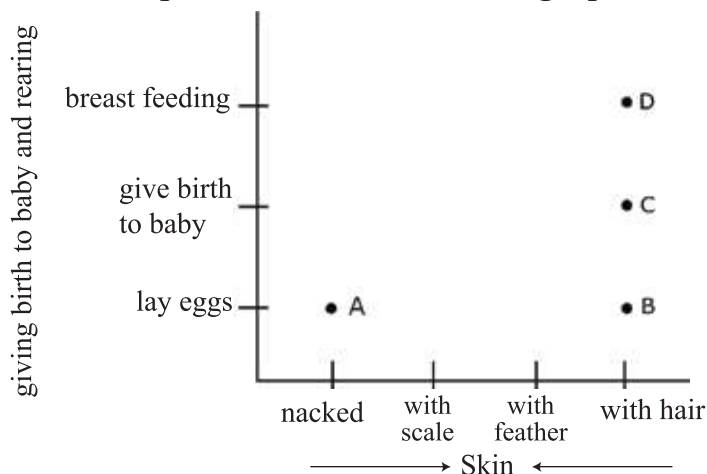 giving birth to baby and rearing
breast feeding
D
give birth
to baby
C
lay eggs
A
B
nacked
with
scale
with
feather
with hair
Skin